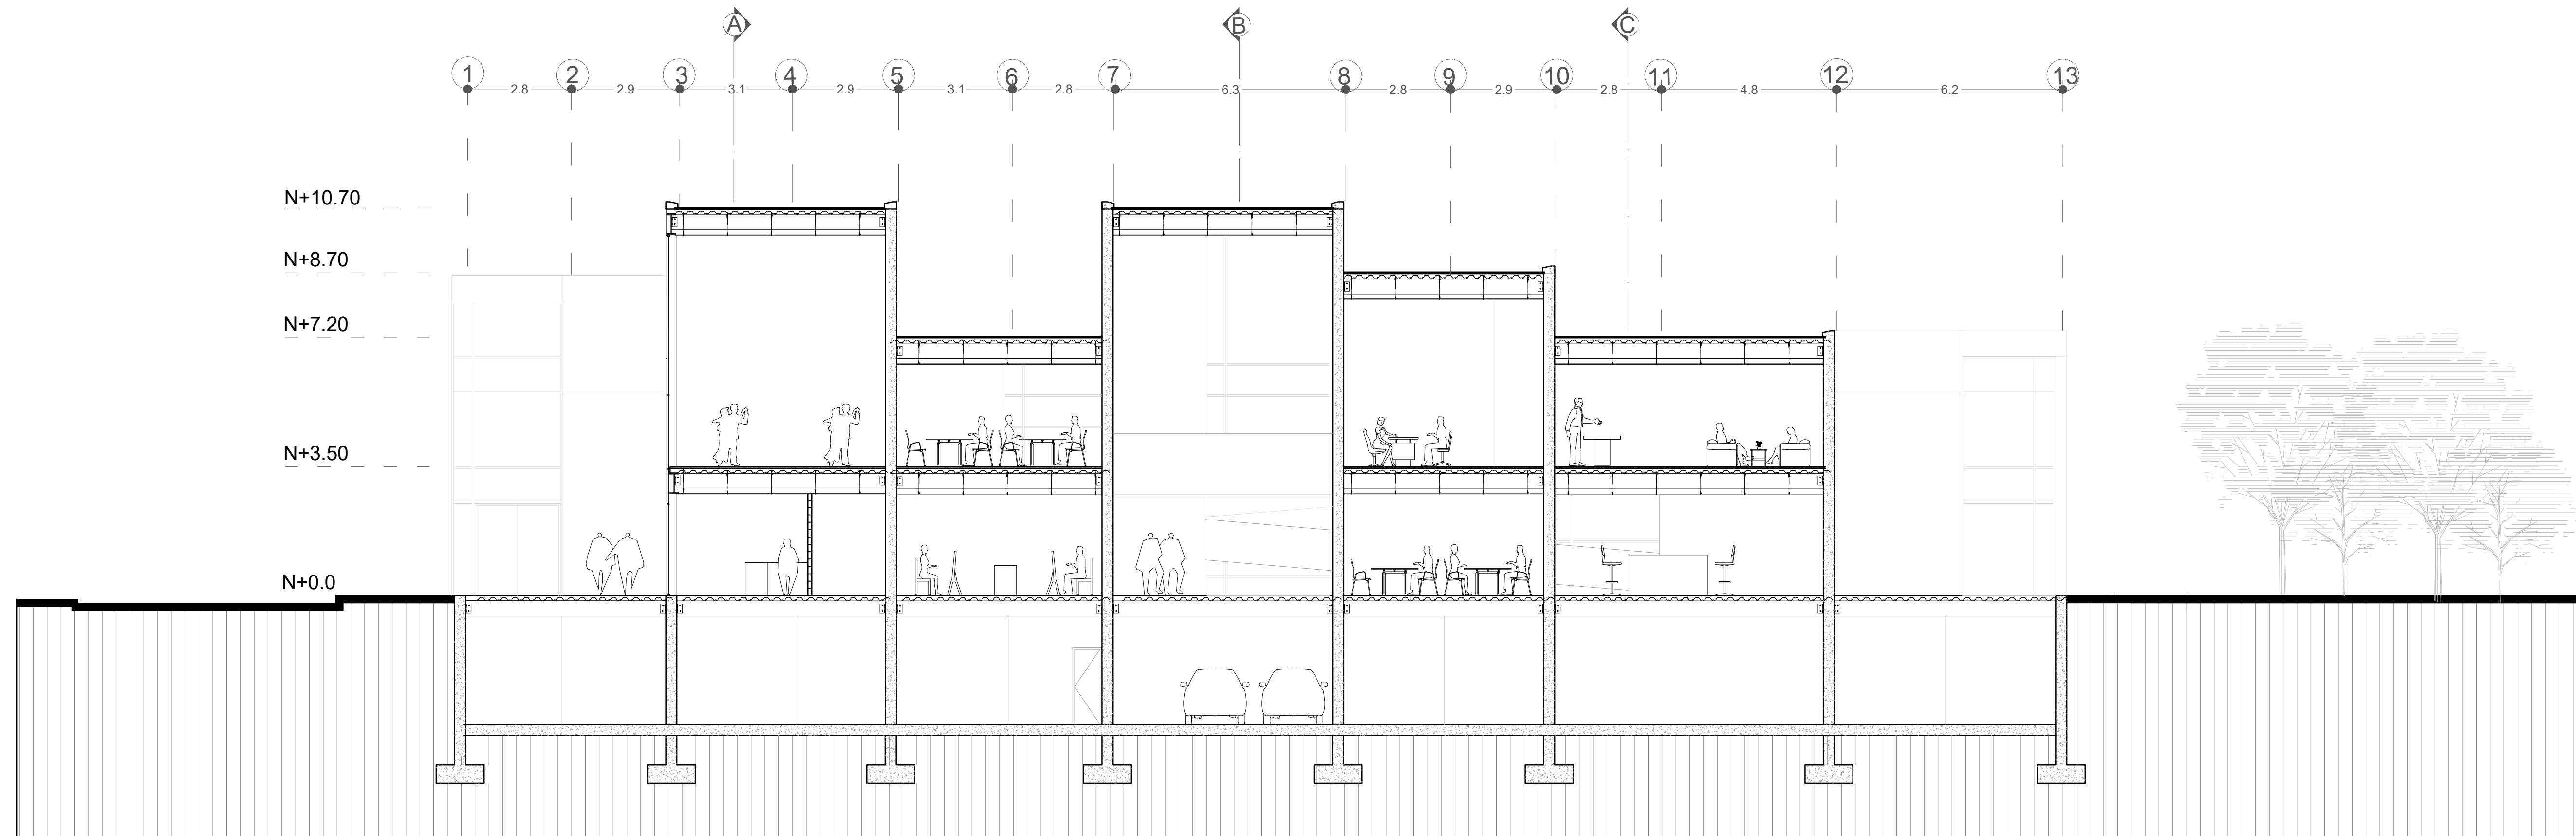 A B C
1 2 3 4 5 6 7 8 9 10 11 12 13
2.8 2.9 3.1 2.9 3.1 2.8 6.3 2.8 2.9 2.8 4.8 6.2
N+10.70
N+8.70
N+7.20
N+3.50
N+0.0